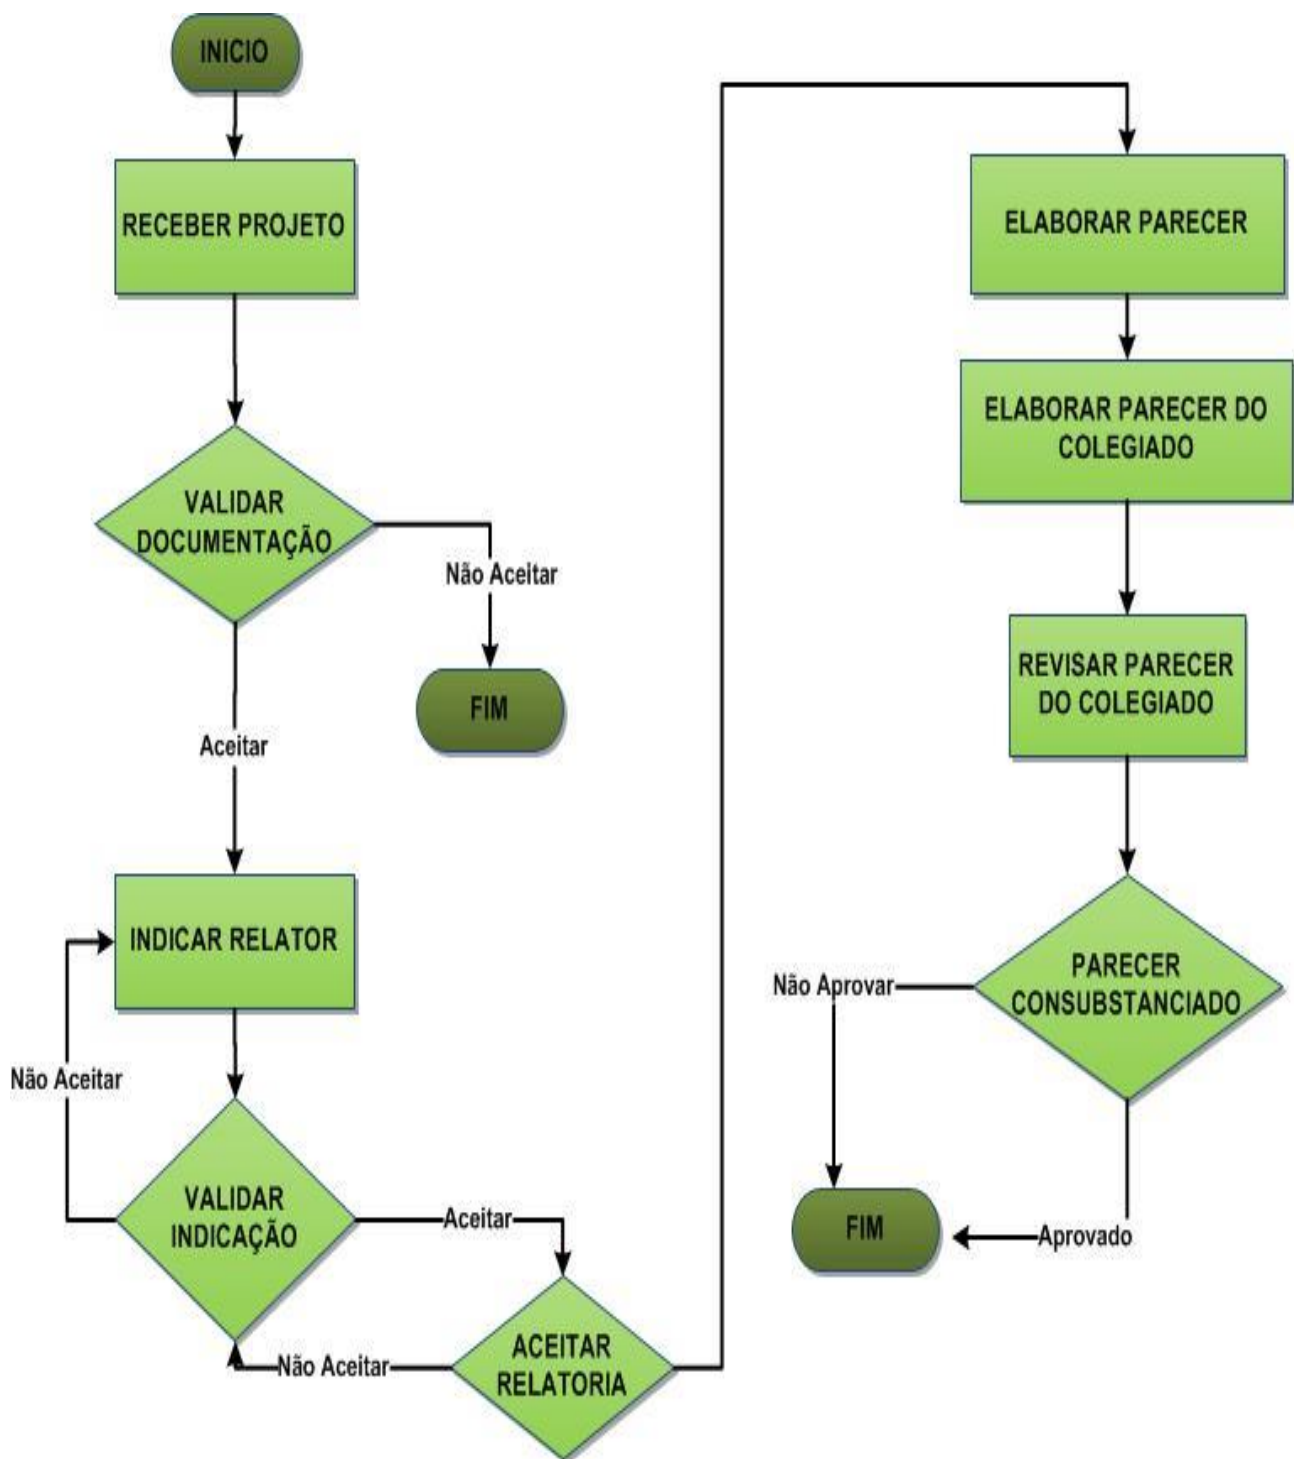 INICIO
RECEBER PROJETO
VALIDAR
DOCUMENTAÇÃO
Não Aceitar
FIM
Aceitar
INDICAR RELATOR
Não Aceitar
VALIDAR
INDICAÇÃO
Aceitar
ACEITAR
RELATORIA
Não Aceitar
ELABORAR PARECER
ELABORAR PARECER DO
COLEGIADO
REVISAR PARECER
DO COLEGIADO
PARECER
CONSUBSTANCIADO
Não Aprovar
FIM
Aprovado